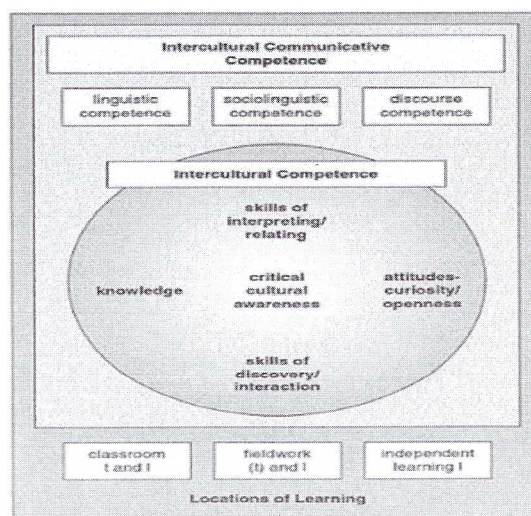 Intercultural Communicative
Competence
linguistic
competence
sociolinguistic
competence
discourse
competence
Intercultural Competence
skills of
interpreting/
relating
knowledge
critical
cultural
awareness
attitudes-
curiosity/
openness
skills of
discovery/
interaction
classroom
t and l
fieldwork
(t) and l
independent
learning l
Locations of Learning